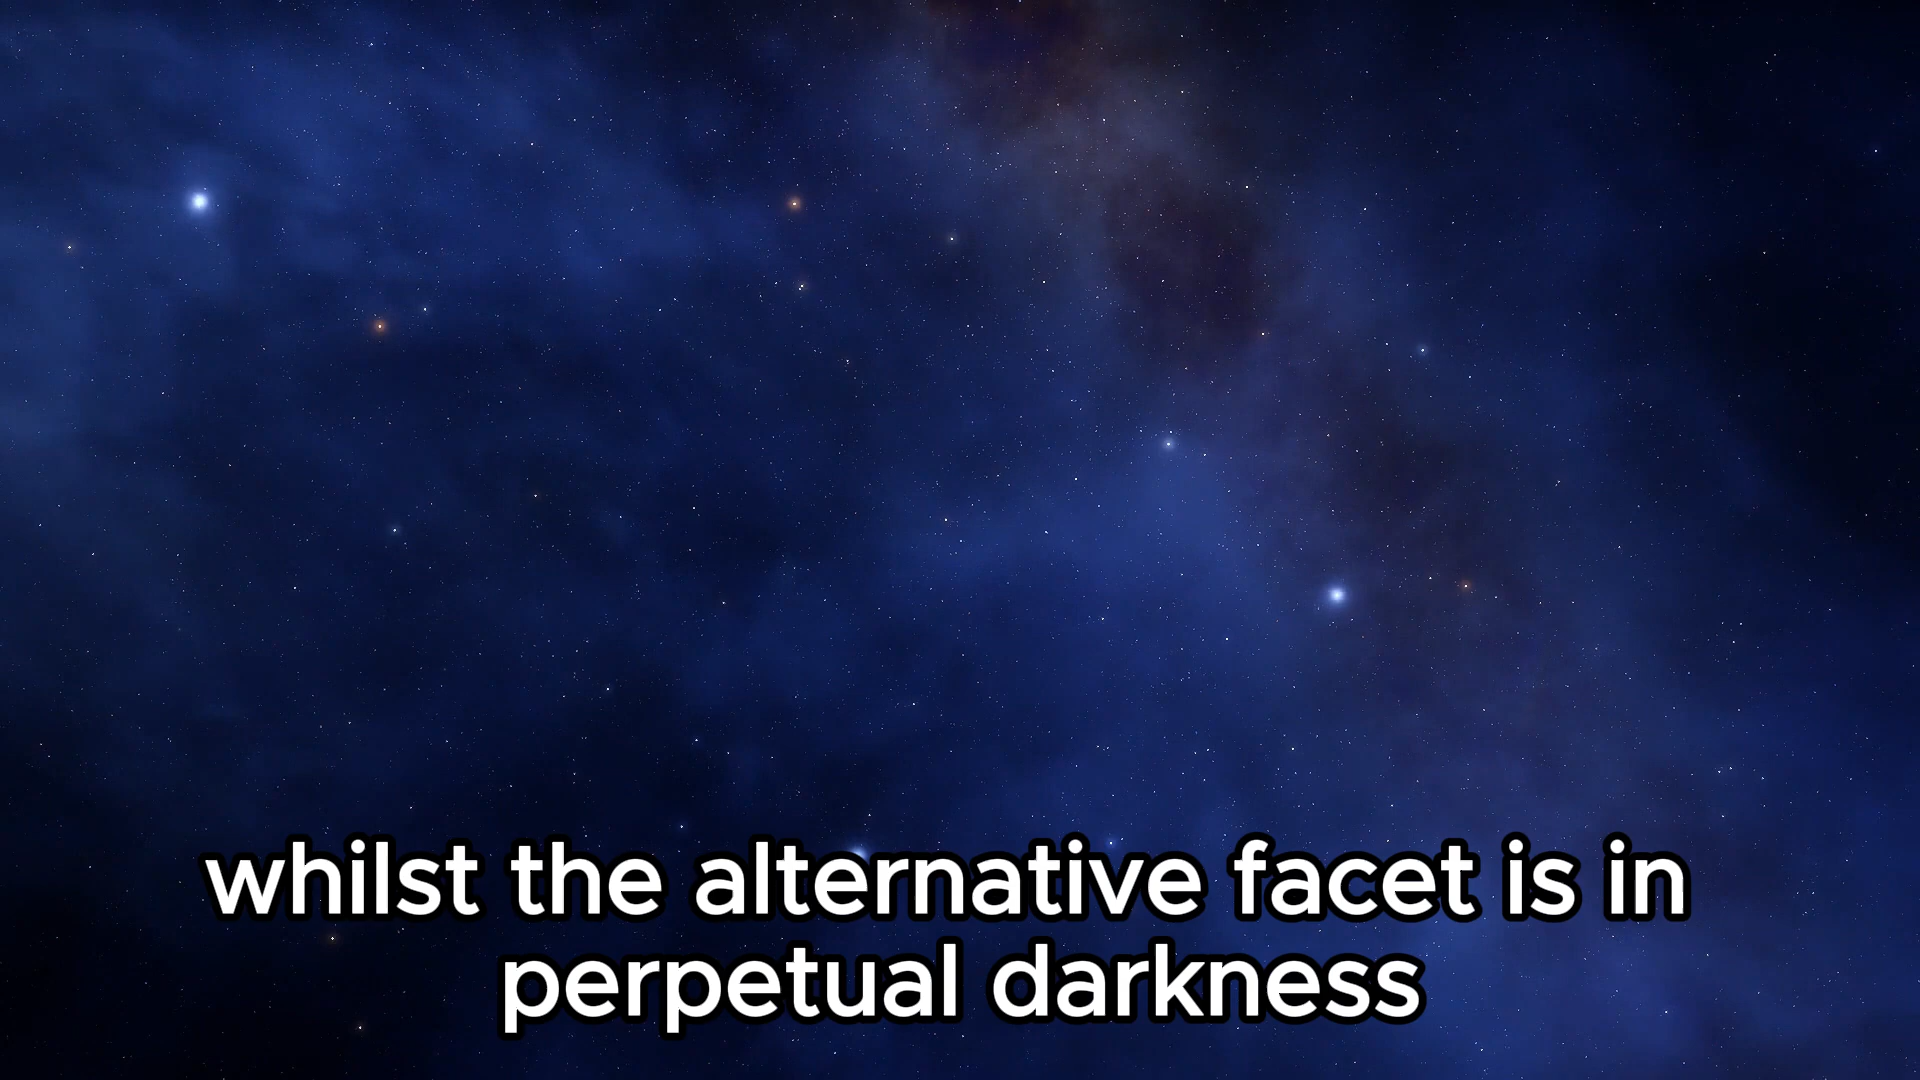 whilst the alternative facet is in
perpetual darkness